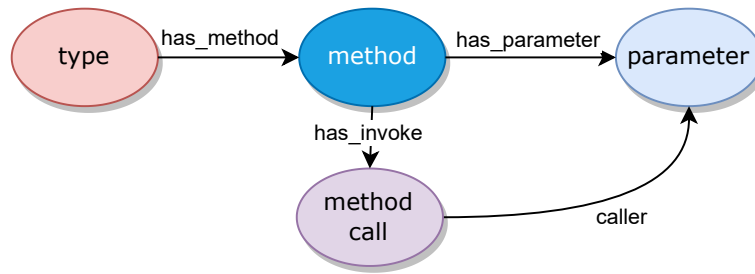 type
has_method
method
has_parameter
parameter
has_invoke
method
call
caller